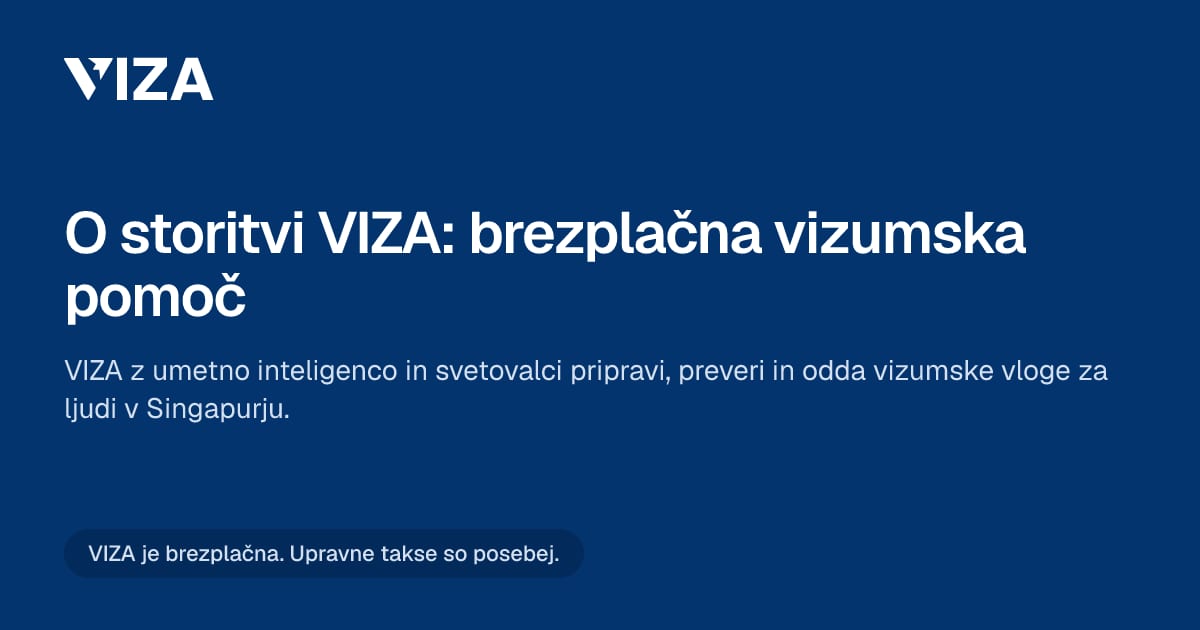 VIZA
O storitvi VIZA: brezplačna vizumska
pomoč
VIZA z umetno inteligenco in svetovalci pripravi, preveri in odda vizumske vloge za
ljudi v Singapurju.
VIZA je brezplačna. Upravne takse so posebej.